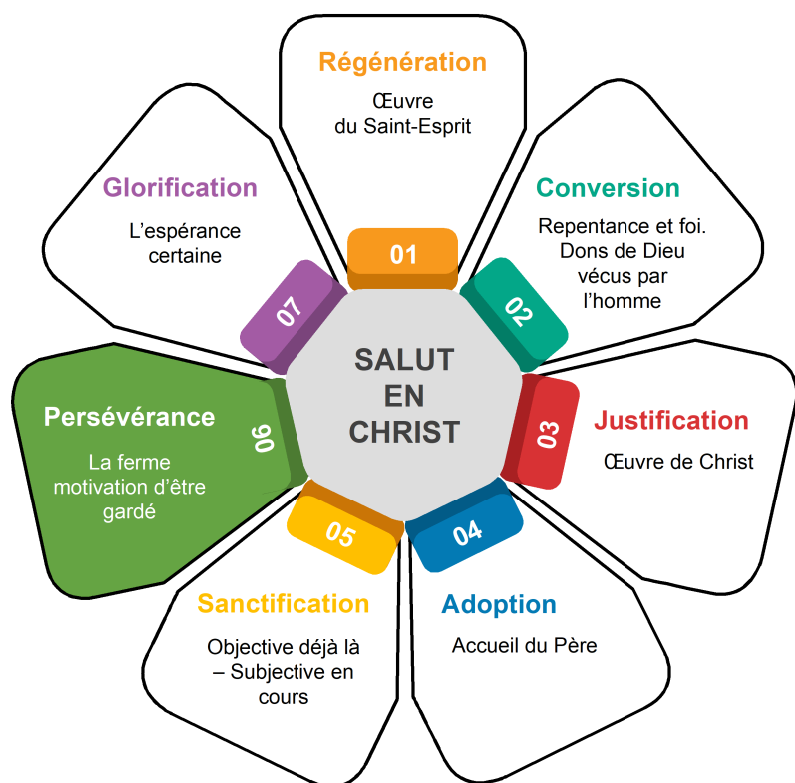 Régénération
Œuvre
du Saint-Esprit
01
Conversion
Repentance et foi.
Dons de Dieu
vécus par
l’homme
02
Justification
Œuvre de Christ
03
Adoption
Accueil du Père
04
Sanctification
Objective déjà là
– Subjective en
cours
05
Persévérance
La ferme
motivation d’être
gardé
06
Glorification
L’espérance
certaine
07
SALUT
EN
CHRIST